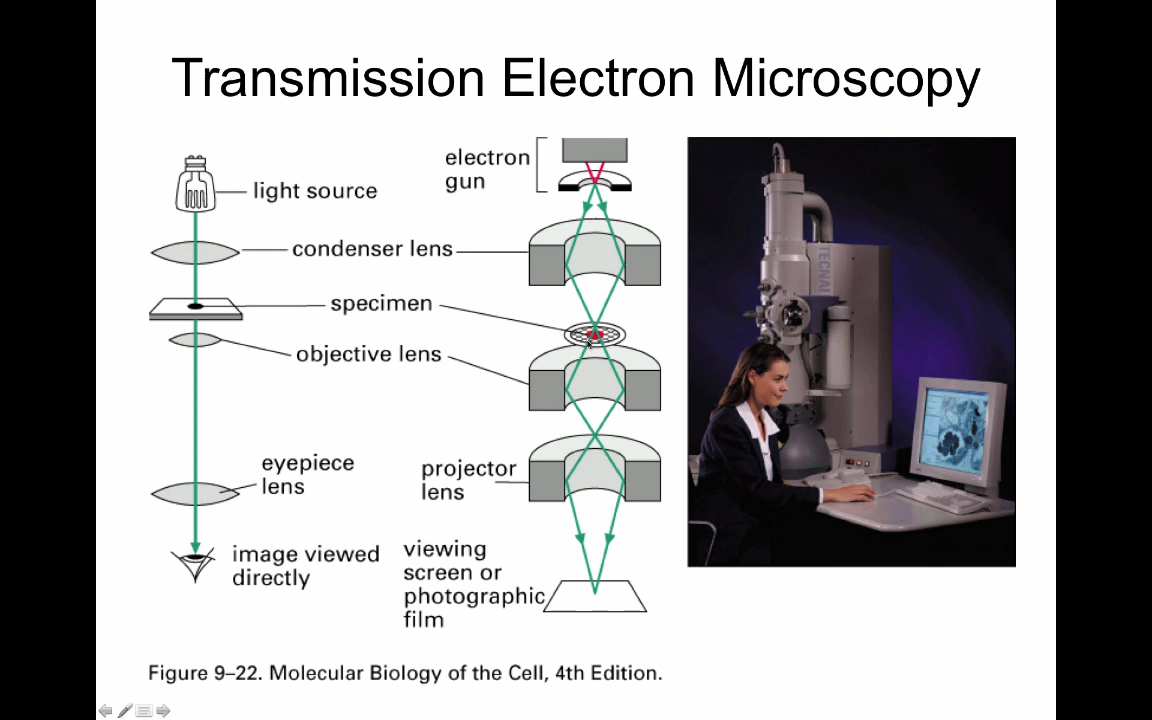 Transmission Electron Microscopy
electron
gun
light source
condenser lens
specimen
objective lens
eyepiece
lens
projector
lens
image viewed
directly
viewing
screen or
photographic
film
TECNAI
Figure 9–22. Molecular Biology of the Cell, 4th Edition.